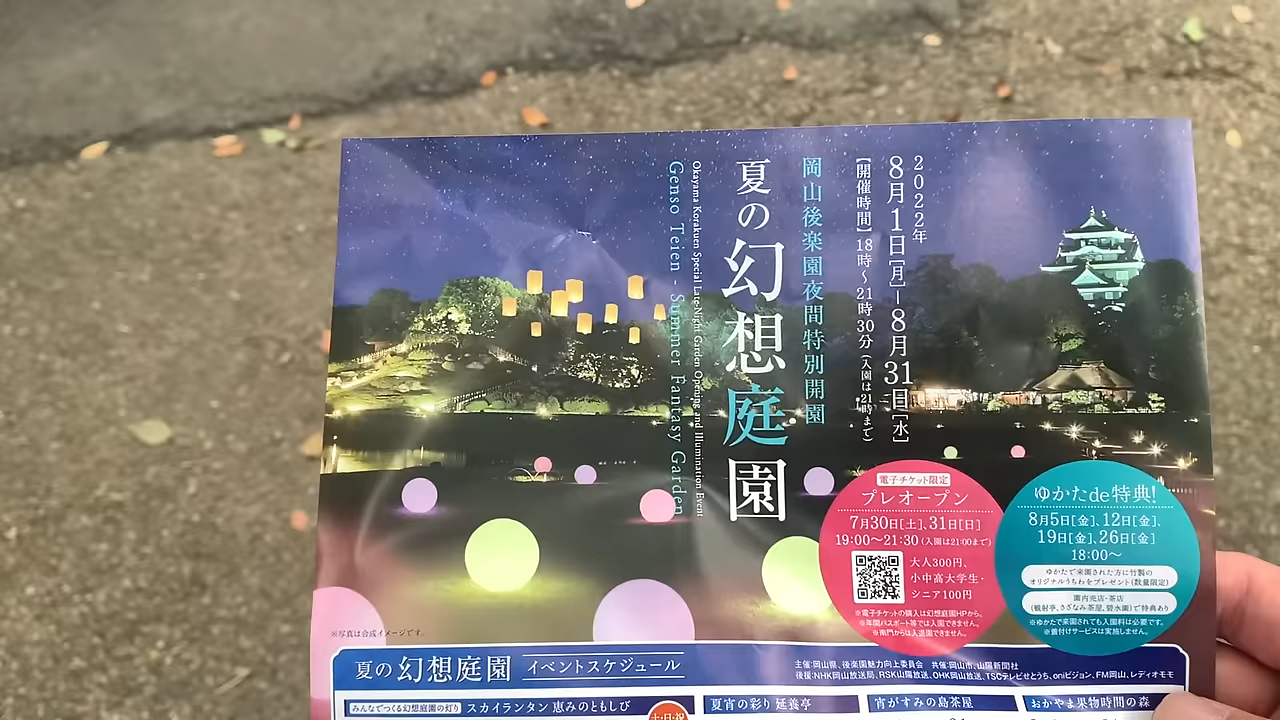 2022年
8月1日[月]−8月31日[水]
【開催時間】18時～21時30分(入園は21時まで)
岡山後楽園夜間特別開園
夏の幻想庭園
Okayama Korakuen Special Late-Night Garden Opening and Illumination Event
Genso Teien - Summer Fantasy Garden
電子チケット限定
プレオープン
7月30日[土]、31日[日]
19:00～21:30(入園は21:00まで)
大人300円、
小中高大学生・
シニア100円
※電子チケットの購入は幻想庭園HPから。
※年間パスポート等では入園できません。
※南門からは入退園できません。
ゆかたde特典!
8月5日[金]、12日[金]、
19日[金]、26日[金]
18:00～
ゆかたで来園された方に竹製の
オリジナルうちわをプレゼント(数量限定)
園内売店・茶店
(観射亭、さざなみ茶屋、碧水園)で特典あり
※ゆかたで来園されても入園料は必要です。
※着付けサービスは実施しません。
※写真は合成イメージです。
夏の幻想庭園 イベントスケジュール
主催:岡山県、後楽園魅力向上委員会 共催:岡山市、山陽新聞社
後援:NHK岡山放送局、RSK山陽放送、OHK岡山放送、TSCテレビせとうち、oniビジョン、FM岡山、レディオモモ
みんなでつくる幻想庭園の灯り スカイランタン 恵みのともしび
土・日・祝
夏宵の彩り 延養亭
宵がすみの島茶屋
おかやま果物時間の森